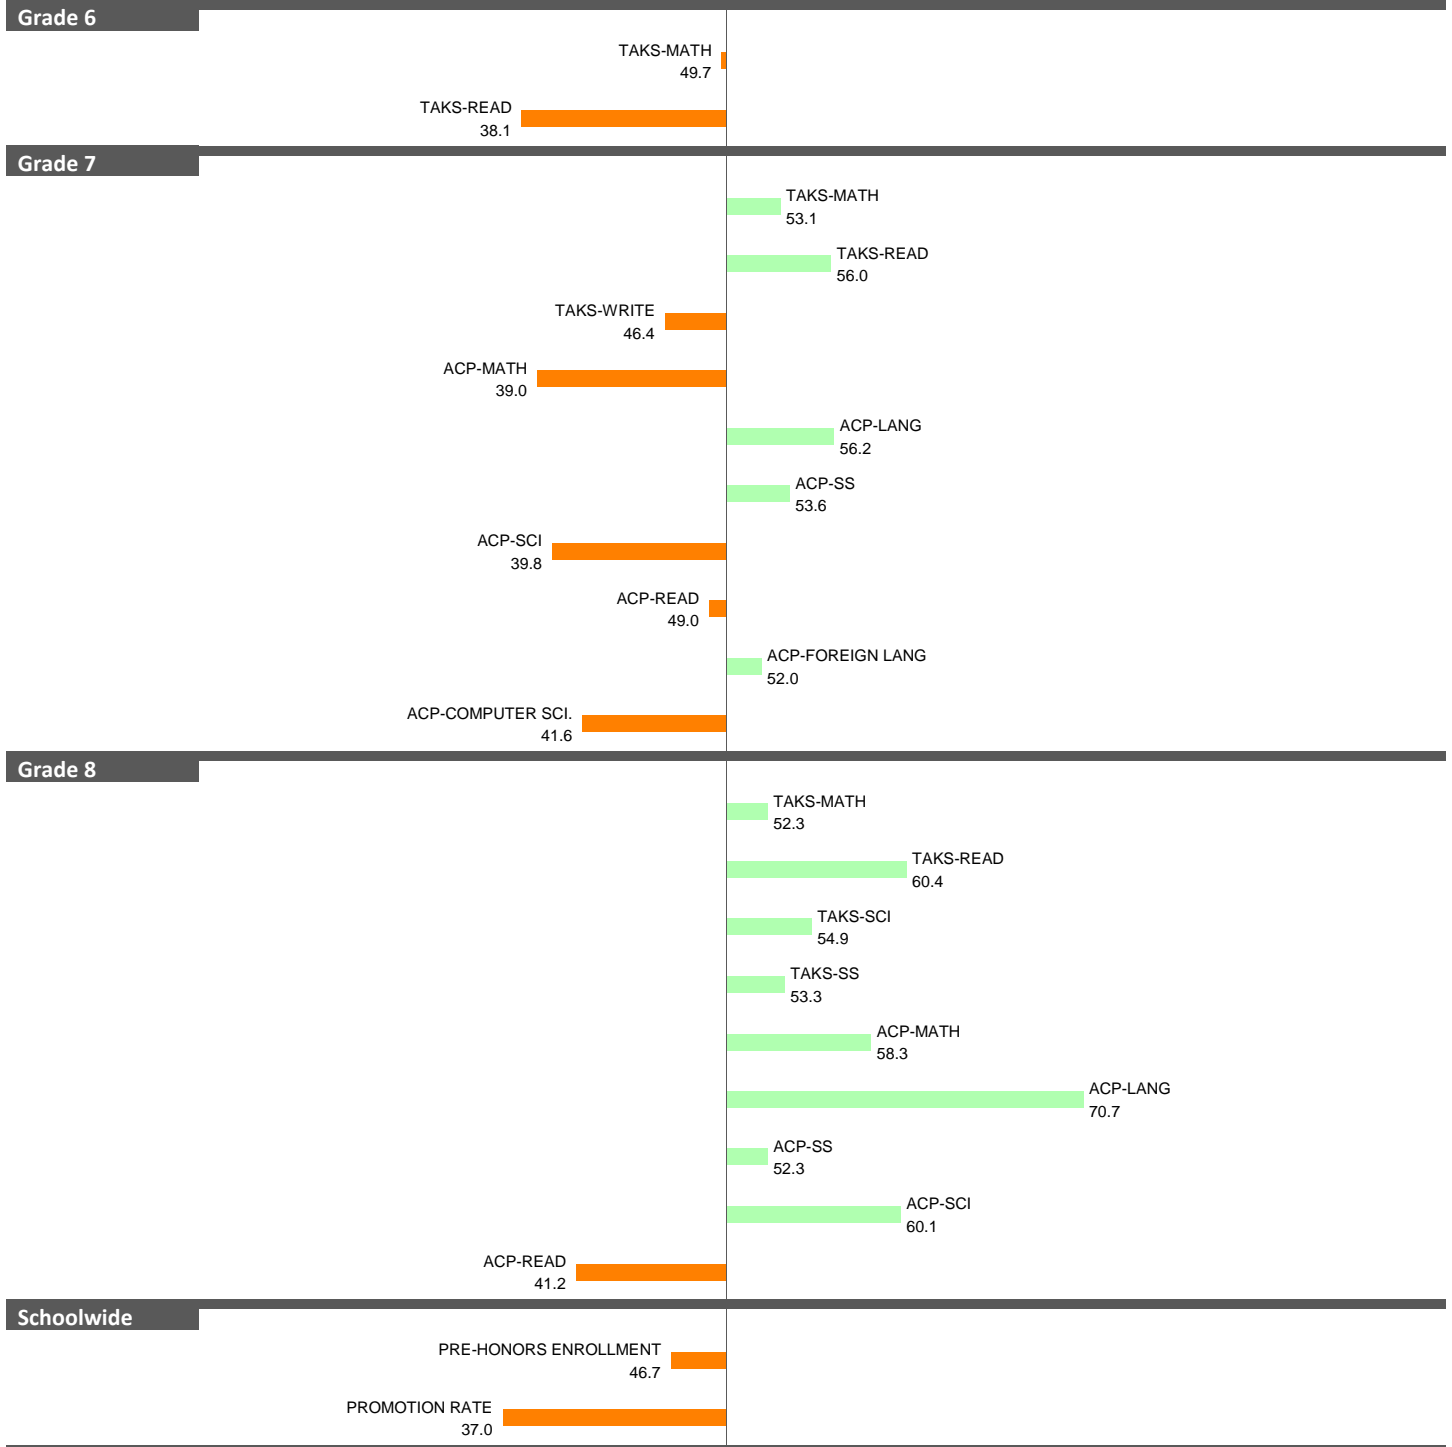 Grade 6
TAKS-MATH
49.7
TAKS-READ
38.1
Grade 7
TAKS-MATH
53.1
TAKS-READ
56.0
TAKS-WRITE
46.4
ACP-MATH
39.0
ACP-LANG
56.2
ACP-SS
53.6
ACP-SCI
39.8
ACP-READ
49.0
ACP-FOREIGN LANG
52.0
ACP-COMPUTER SCI.
41.6
Grade 8
TAKS-MATH
52.3
TAKS-READ
60.4
TAKS-SCI
54.9
TAKS-SS
53.3
ACP-MATH
58.3
ACP-LANG
70.7
ACP-SS
52.3
ACP-SCI
60.1
ACP-READ
41.2
Schoolwide
PRE-HONORS ENROLLMENT
46.7
PROMOTION RATE
37.0